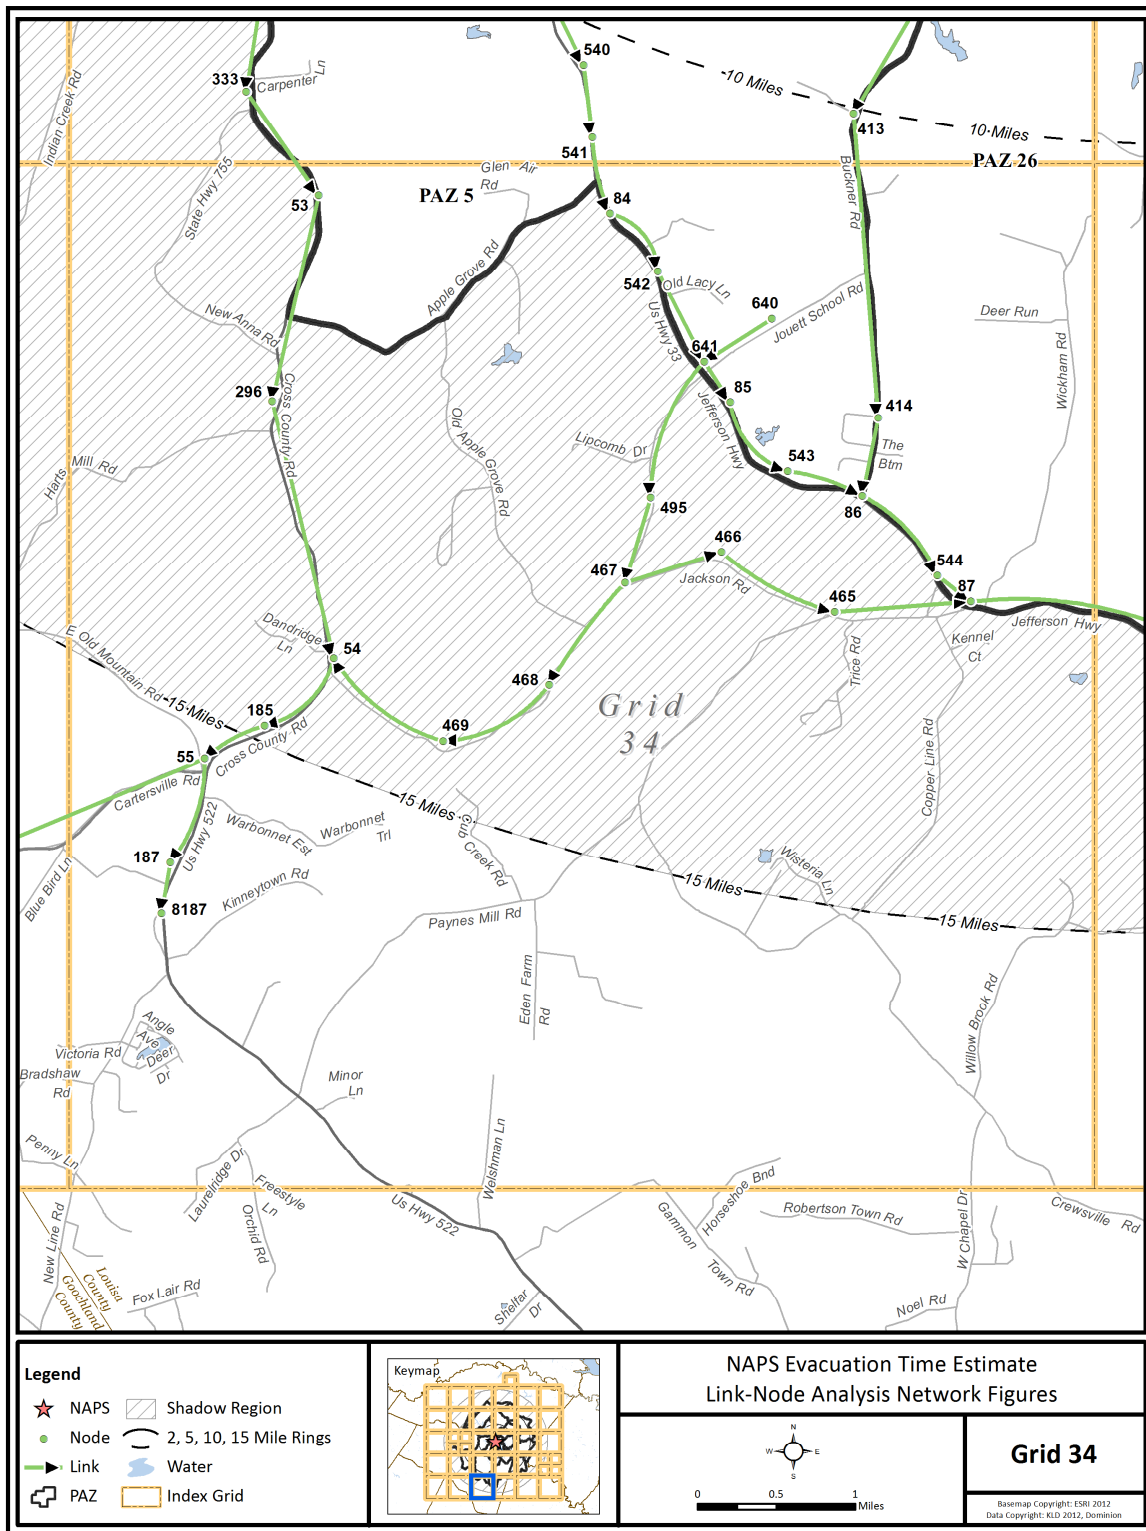 540
333
Carpenter Ln
10 Miles
413
10 Miles
Indian Creek Rd
541
PAZ 26
Glen Air
Rd
PAZ 5
State Hwy 755
Buckner Rd
53
84
542
Old Lacy Ln
Apple Grove Rd
640
Us Hwy 33
Jouett School Rd
Deer Run
New Anna Rd
641
Wickham Rd
296
Cross County Rd
85
Jefferson Hwy
414
Old Apple Grove Rd
Lipcomb Dr
The
Btm
Harts
Mill Rd
543
495
86
466
467
Jackson Rd
544
87
465
Jefferson Hwy
Dandridge
Ln
54
Kennel
Ct
E Old Mountain Rd
Trice Rd
468
15 Miles
185
Grid
34
469
Cross County Rd
55
Copper Line Rd
Cartersville Rd
Us Hwy 522
15 Miles
Warbonnet Est
Warbonnet
Trl
Cub
Creek Rd
187
Blue Bird Ln
Wisteria Ln
Kinneytown Rd
15 Miles
8187
Paynes Mill Rd
15 Miles
Eden Farm
Rd
Willow Brook Rd
Angle
Ave
Deer
Dr
Victoria Rd
Bradshaw
Rd
Minor
Ln
Welshman Ln
Penny Ln
Laurelridge Dr
Freestyle
Ln
Orchid Rd
Us Hwy 522
Horseshoe Bnd
Gammon
Town Rd
Robertson Town Rd
W Chapel Dr
Crewsville Rd
New Line Rd
Louisa
County
Goochland
County
Fox Lair Rd
Shelfar
Dr
Noel Rd
Legend
NAPS
Shadow Region
Node
2, 5, 10, 15 Mile Rings
Link
Water
PAZ
Index Grid
Keymap
NAPS Evacuation Time Estimate
Link-Node Analysis Network Figures
N
W E
S
0 0.5 1
Miles
Grid 34
Basemap Copyright: ESRI 2012
Data Copyright: KLD 2012, Dominion